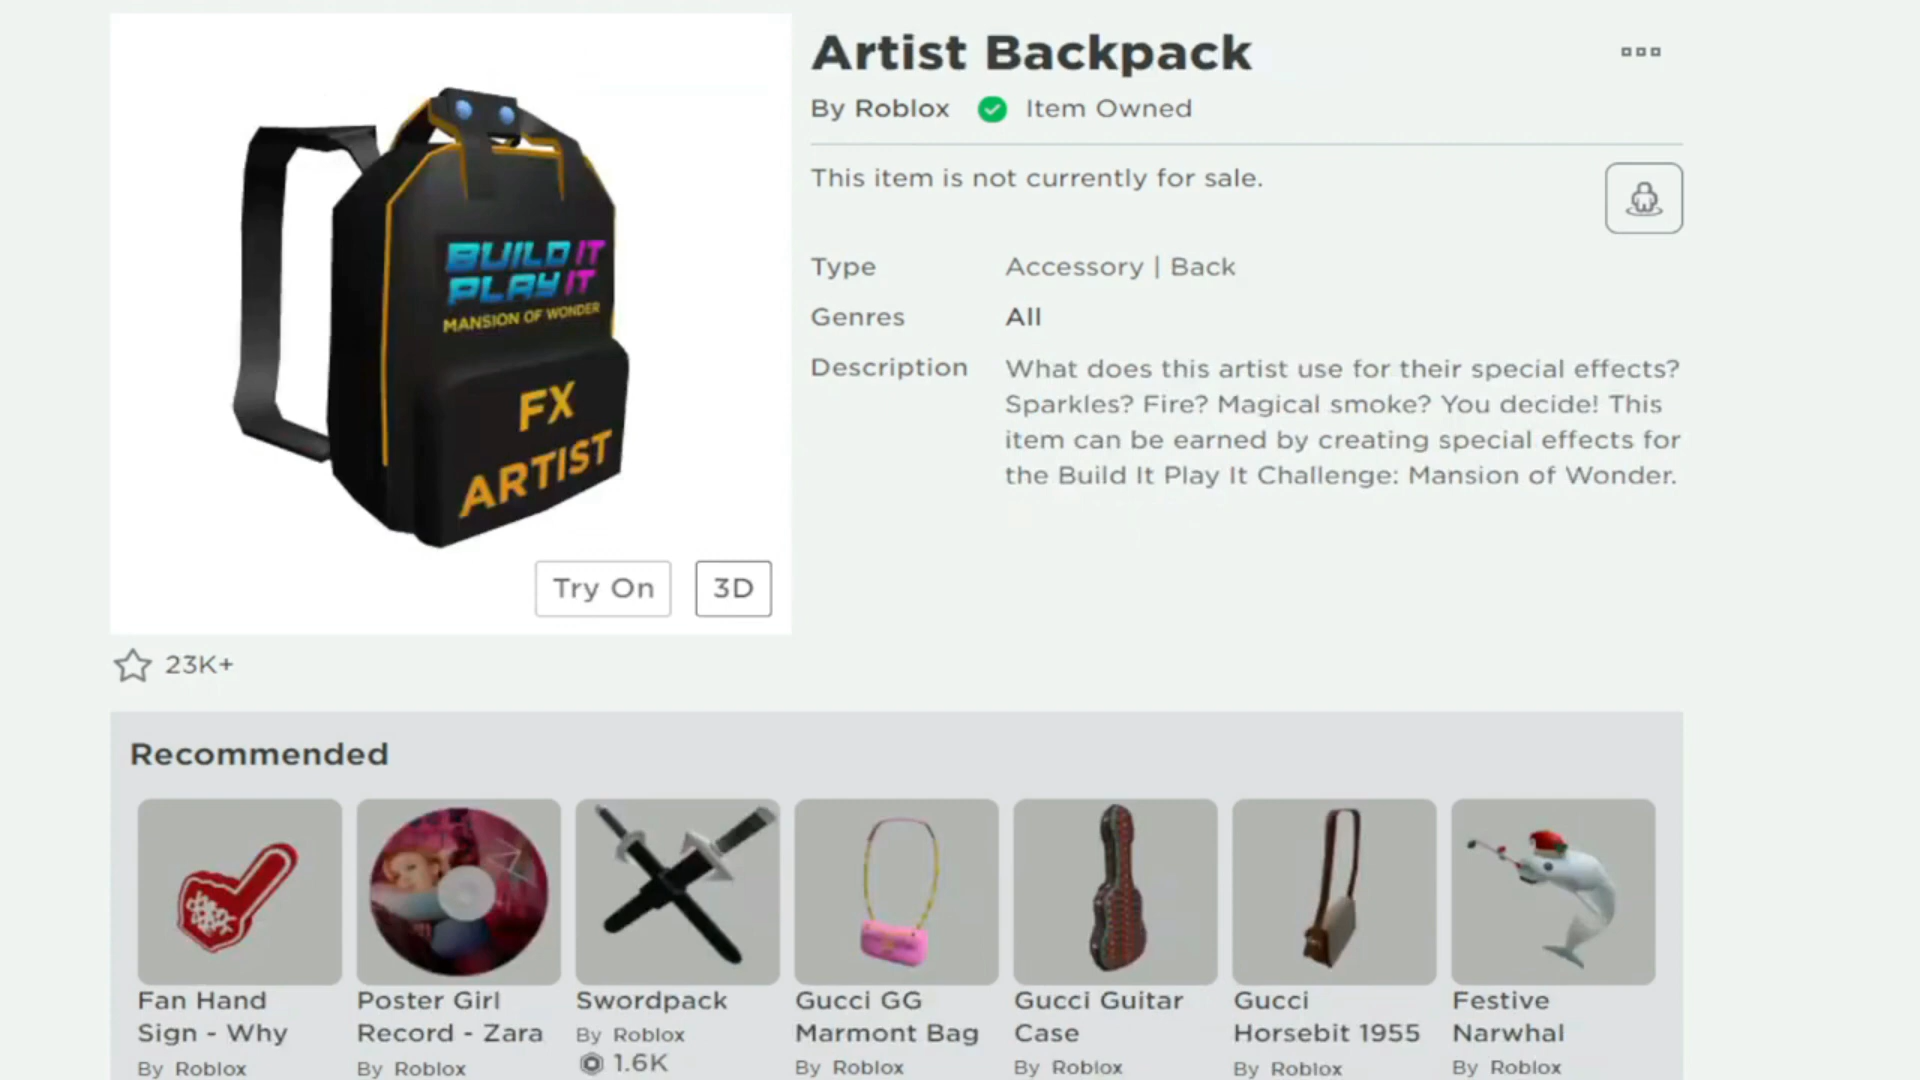 Artist Backpack
By Roblox Item Owned
This item is not currently for sale.
Type Accessory | Back
Genres All
Description What does this artist use for their special effects?
Sparkles? Fire? Magical smoke? You decide! This
item can be earned by creating special effects for
the Build It Play It Challenge: Mansion of Wonder.
BUILD IT
PLAY IT
MANSION OF WONDER
FX
ARTIST
Try On
3D
23K+
Recommended
Fan Hand
Sign - Why
By Roblox
Poster Girl
Record - Zara
By Roblox
Swordpack
By Roblox
1.6K
Gucci GG
Marmont Bag
By Roblox
Gucci Guitar
Case
By Roblox
Gucci
Horsebit 1955
By Roblox
Festive
Narwhal
By Roblox